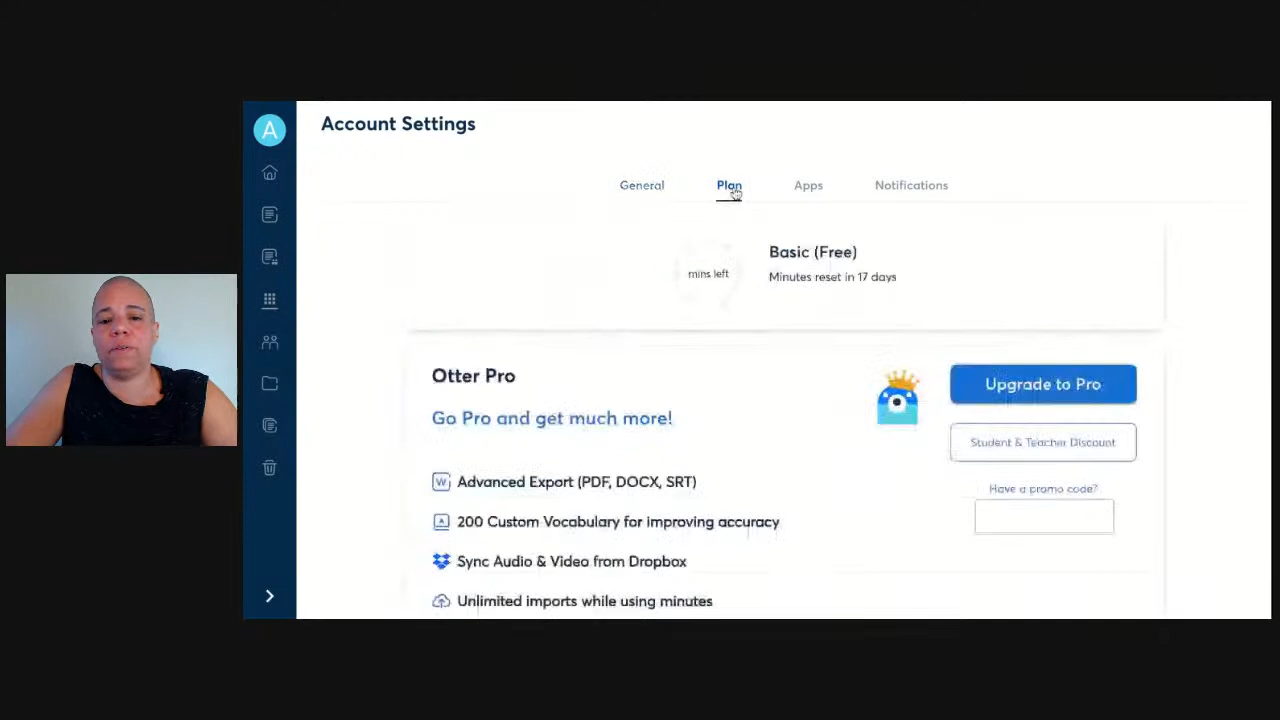 A
Account Settings
General Plan Apps Notifications
mins left
Basic (Free)
Minutes reset in 17 days
Otter Pro
Go Pro and get much more!
Upgrade to Pro
Student & Teacher Discount
Have a promo code?
W Advanced Export (PDF, DOCX, SRT)
A 200 Custom Vocabulary for improving accuracy
Sync Audio & Video from Dropbox
Unlimited imports while using minutes